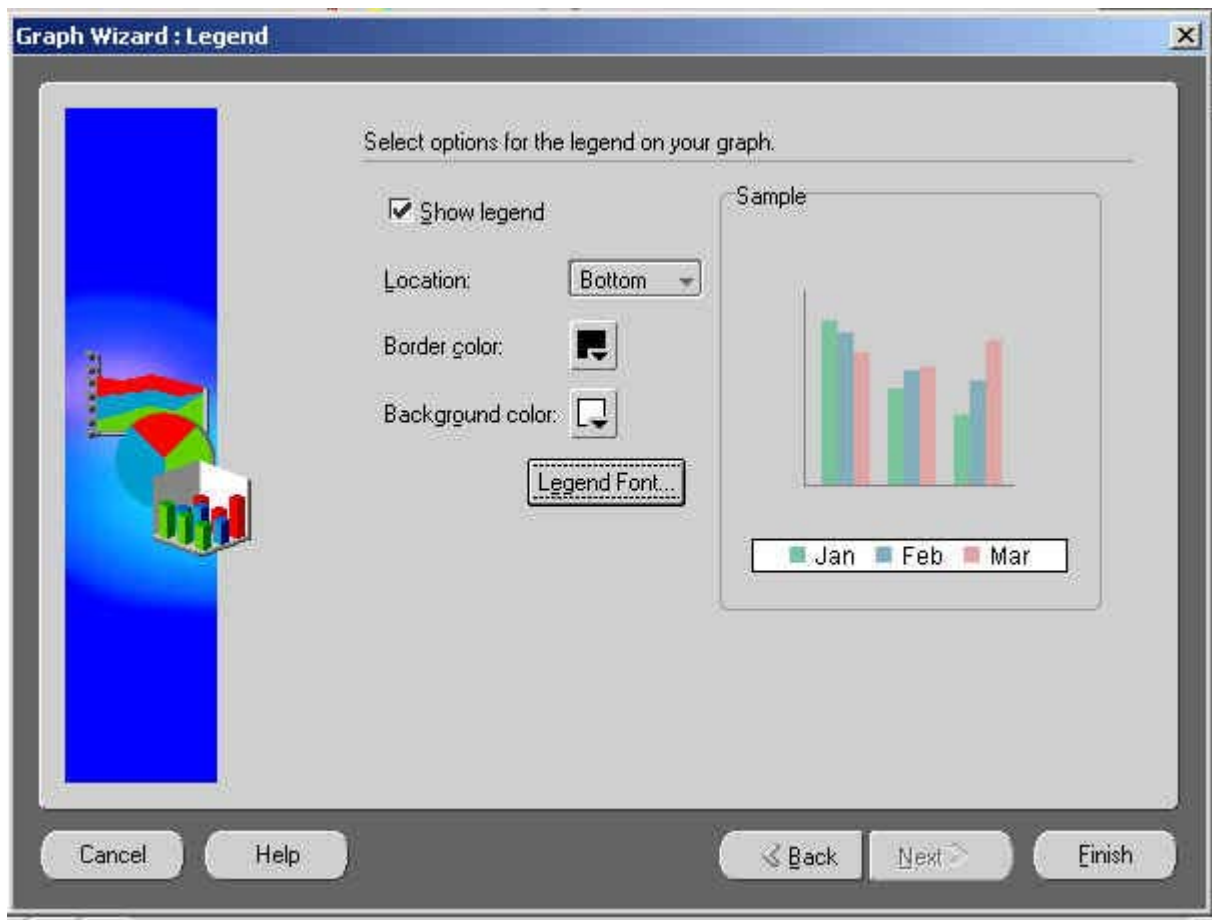 Graph Wizard : Legend
Select options for the legend on your graph.
Show legend
Location: Bottom
Border color:
Background color:
Legend Font...
Sample
Jan Feb Mar
Cancel Help Back Next Finish